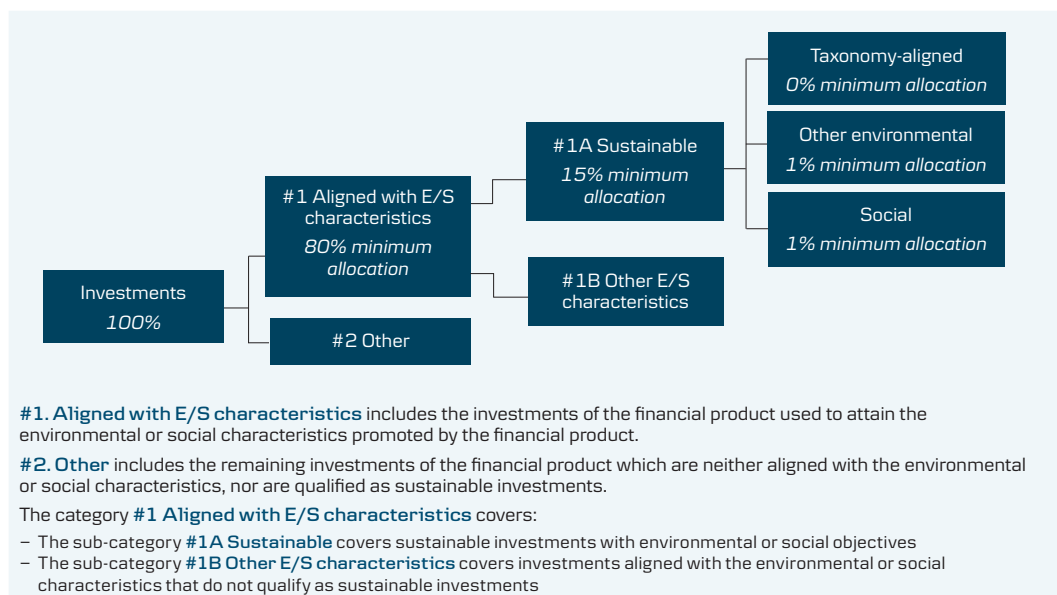 Taxonomy-aligned
0% minimum allocation
Other environmental
1% minimum allocation
Social
1% minimum allocation
#1A Sustainable
15% minimum
allocation
#1 Aligned with E/S
characteristics
80% minimum
allocation
#1B Other E/S
characteristics
Investments
100%
#2 Other
#1. Aligned with E/S characteristics includes the investments of the financial product used to attain the
environmental or social characteristics promoted by the financial product.
#2. Other includes the remaining investments of the financial product which are neither aligned with the environmental
or social characteristics, nor are qualified as sustainable investments.
The category #1 Aligned with E/S characteristics covers:
– The sub-category #1A Sustainable covers sustainable investments with environmental or social objectives
– The sub-category #1B Other E/S characteristics covers investments aligned with the environmental or social
characteristics that do not qualify as sustainable investments